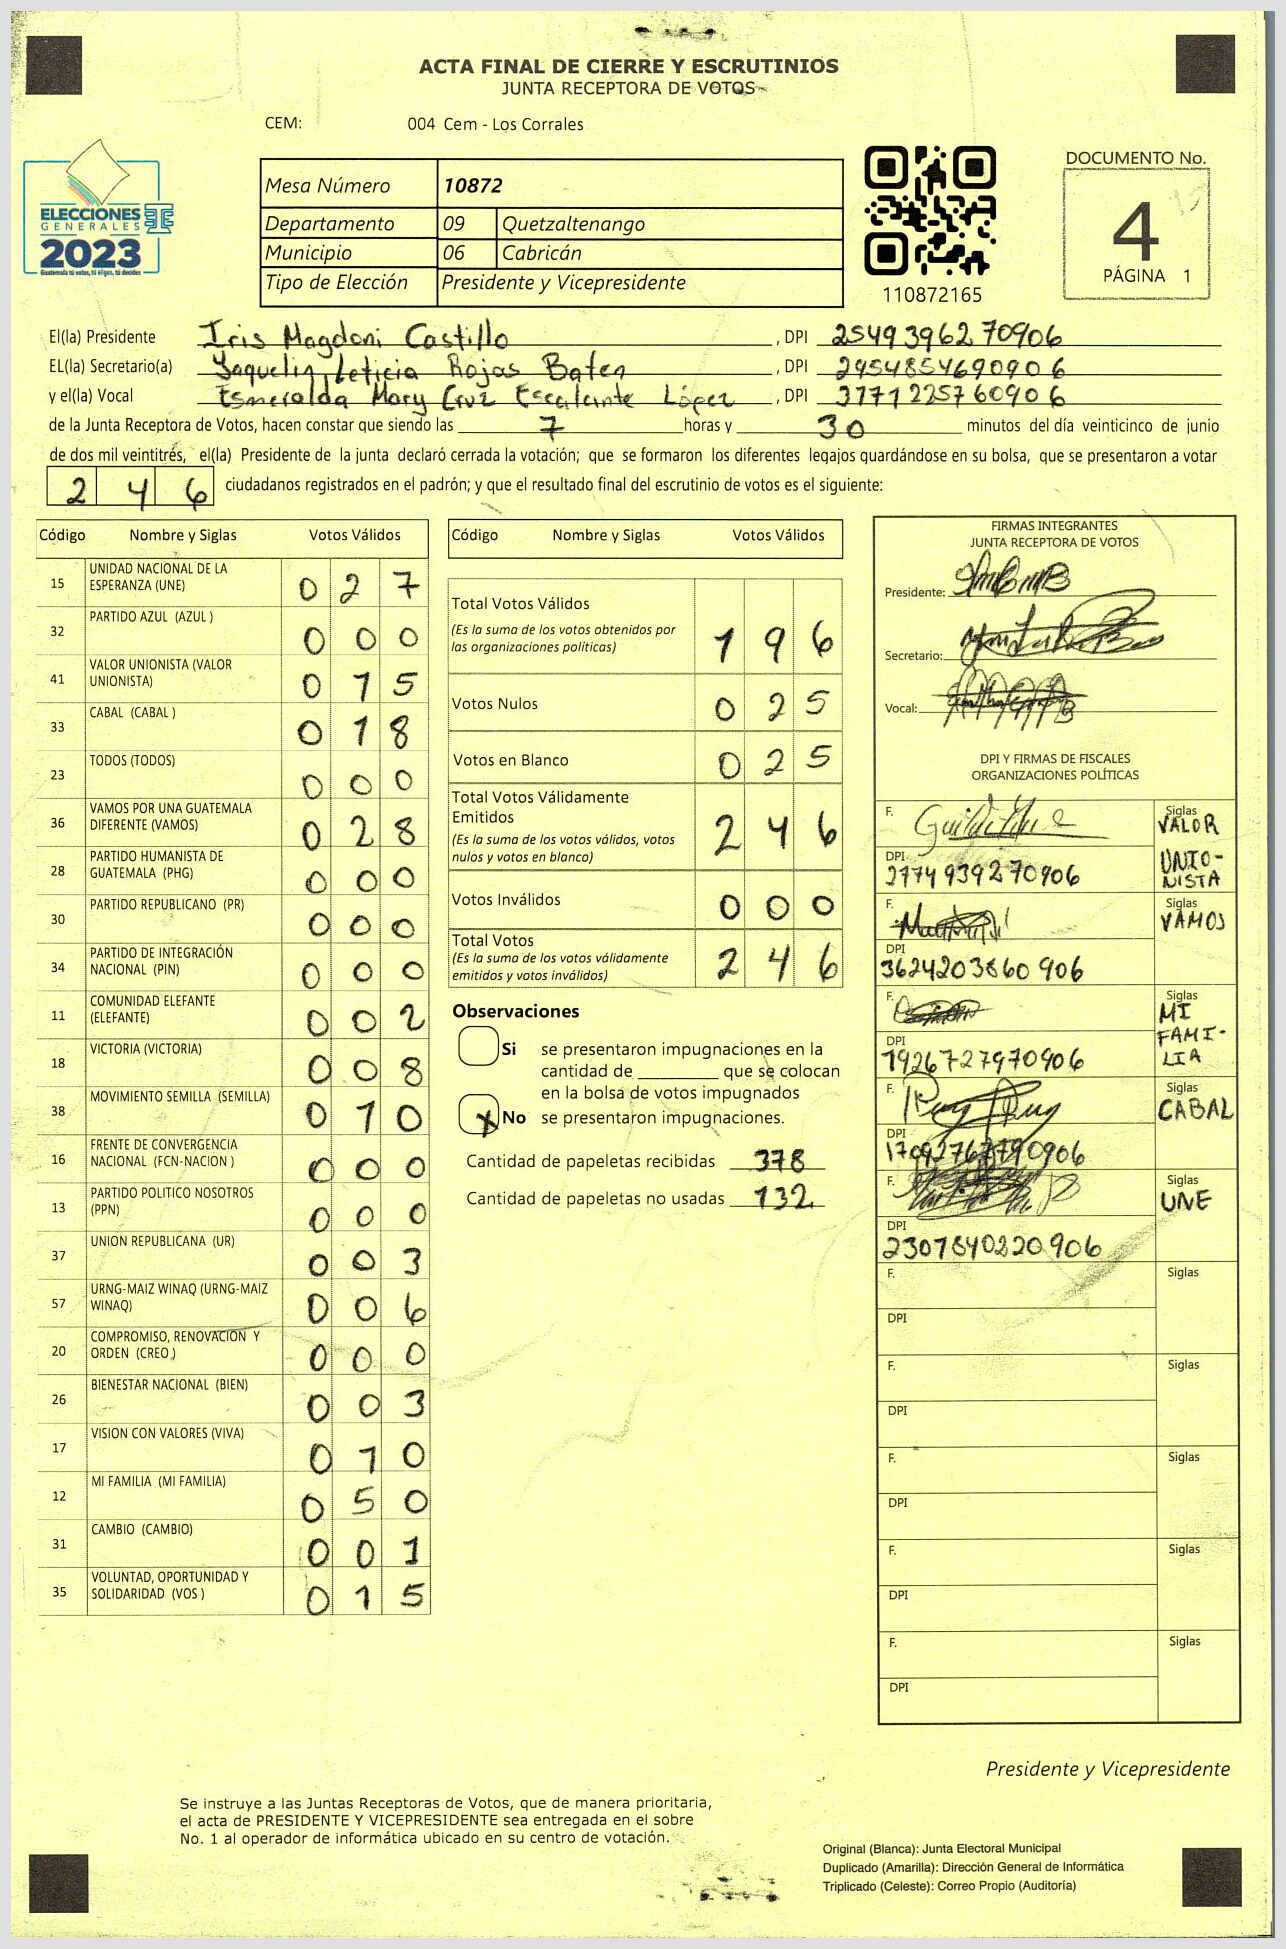 ACTA FINAL DE CIERRE Y ESCRUTINIOS
JUNTA RECEPTORA DE VOTOS
CEM: 004 Cem - Los Corrales
ELECCIONES
GENERALES
2023
Guatemala tú votas, tú eliges, tú decides
Mesa Número 10872
Departamento 09 Quetzaltenango
Municipio 06 Cabricán
Tipo de Elección Presidente y Vicepresidente
110872165
DOCUMENTO No.
4
PÁGINA 1
El(la) Presidente Iris Magdoni Castillo , DPI 2549396270906
EL(la) Secretario(a) Yaquelin Leticia Rojas Baten , DPI 2954854690906
y el(la) Vocal Esmeralda Mary Cruz Escalante López , DPI 3771225760906
de la Junta Receptora de Votos, hacen constar que siendo las 7 horas y 30 minutos del día veinticinco de junio
de dos mil veintitrés, el(la) Presidente de la junta declaró cerrada la votación; que se formaron los diferentes legajos quardándose en su bolsa, que se presentaron a votar
2 4 6 ciudadanos registrados en el padrón; y que el resultado final del escrutinio de votos es el siguiente:
Código Nombre y Siglas Votos Válidos
15 UNIDAD NACIONAL DE LA ESPERANZA (UNE) 0 2 7
32 PARTIDO AZUL (AZUL ) 0 0 0
41 VALOR UNIONISTA (VALOR UNIONISTA) 0 15
33 CABAL (CABAL ) 0 1 8
23 TODOS (TODOS) 0 0 0
36 VAMOS POR UNA GUATEMALA DIFERENTE (VAMOS) 0 2 8
28 PARTIDO HUMANISTA DE GUATEMALA (PHG) 0 0 0
30 PARTIDO REPUBLICANO (PR) 0 0 0
34 PARTIDO DE INTEGRACIÓN NACIONAL (PIN) 0 0 0
11 COMUNIDAD ELEFANTE (ELEFANTE) 0 0 2
18 VICTORIA (VICTORIA) 0 0 8
38 MOVIMIENTO SEMILLA (SEMILLA) 0 1 0
16 FRENTE DE CONVERGENCIA NACIONAL (FCN-NACION ) 0 0 0
13 PARTIDO POLITICO NOSOTROS (PPN) 0 0 0
37 UNION REPUBLICANA (UR) 0 0 3
57 URNG-MAIZ WINAQ (URNG-MAIZ WINAQ) 0 0 6
20 COMPROMISO, RENOVACION Y ORDEN (CREO ) 0 0 0
26 BIENESTAR NACIONAL (BIEN) 0 0 3
17 VISION CON VALORES (VIVA) 0 1 0
12 MI FAMILIA (MI FAMILIA) 0 5 0
31 CAMBIO (CAMBIO) 0 0 1
35 VOLUNTAD, OPORTUNIDAD Y SOLIDARIDAD (VOS ) 0 1 5
Código Nombre y Siglas Votos Válidos
Total Votos Válidos
(Es la suma de los votos obtenidos por las organizaciones políticas) 1 9 6
Votos Nulos 0 2 5
Votos en Blanco 0 2 5
Total Votos Válidamente Emitidos
(Es la suma de los votos válidos, votos nulos y votos en blanco) 2 4 6
Votos Inválidos 0 0 0
Total Votos
(Es la suma de los votos válidamente emitidos y votos inválidos) 2 4 6
Observaciones
Si se presentaron impugnaciones en la
cantidad de ________ que se colocan
en la bolsa de votos impugnados
X No se presentaron impugnaciones.
Cantidad de papeletas recibidas 378
Cantidad de papeletas no usadas 132
FIRMAS INTEGRANTES
JUNTA RECEPTORA DE VOTOS
Presidente:
Secretario:
Vocal:
DPI Y FIRMAS DE FISCALES
ORGANIZACIONES POLÍTICAS
F. Siglas VALOR UNIO-NISTA
DPI 2774939270906
F. Siglas VAMOS
DPI 3624203860906
F. Siglas MI FAMI-LIA
DPI 1926727970906
F. Siglas CABAL
DPI
F. Siglas UNE
DPI 2307840220906
F. Siglas
DPI
F. Siglas
DPI
F. Siglas
DPI
F. Siglas
DPI
F. Siglas
DPI
Presidente y Vicepresidente
Se instruye a las Juntas Receptoras de Votos, que de manera prioritaria,
el acta de PRESIDENTE Y VICEPRESIDENTE sea entregada en el sobre
No. 1 al operador de informática ubicado en su centro de votación.
Original (Blanca): Junta Electoral Municipal
Duplicado (Amarilla): Dirección General de Informática
Triplicado (Celeste): Correo Propio (Auditoría)